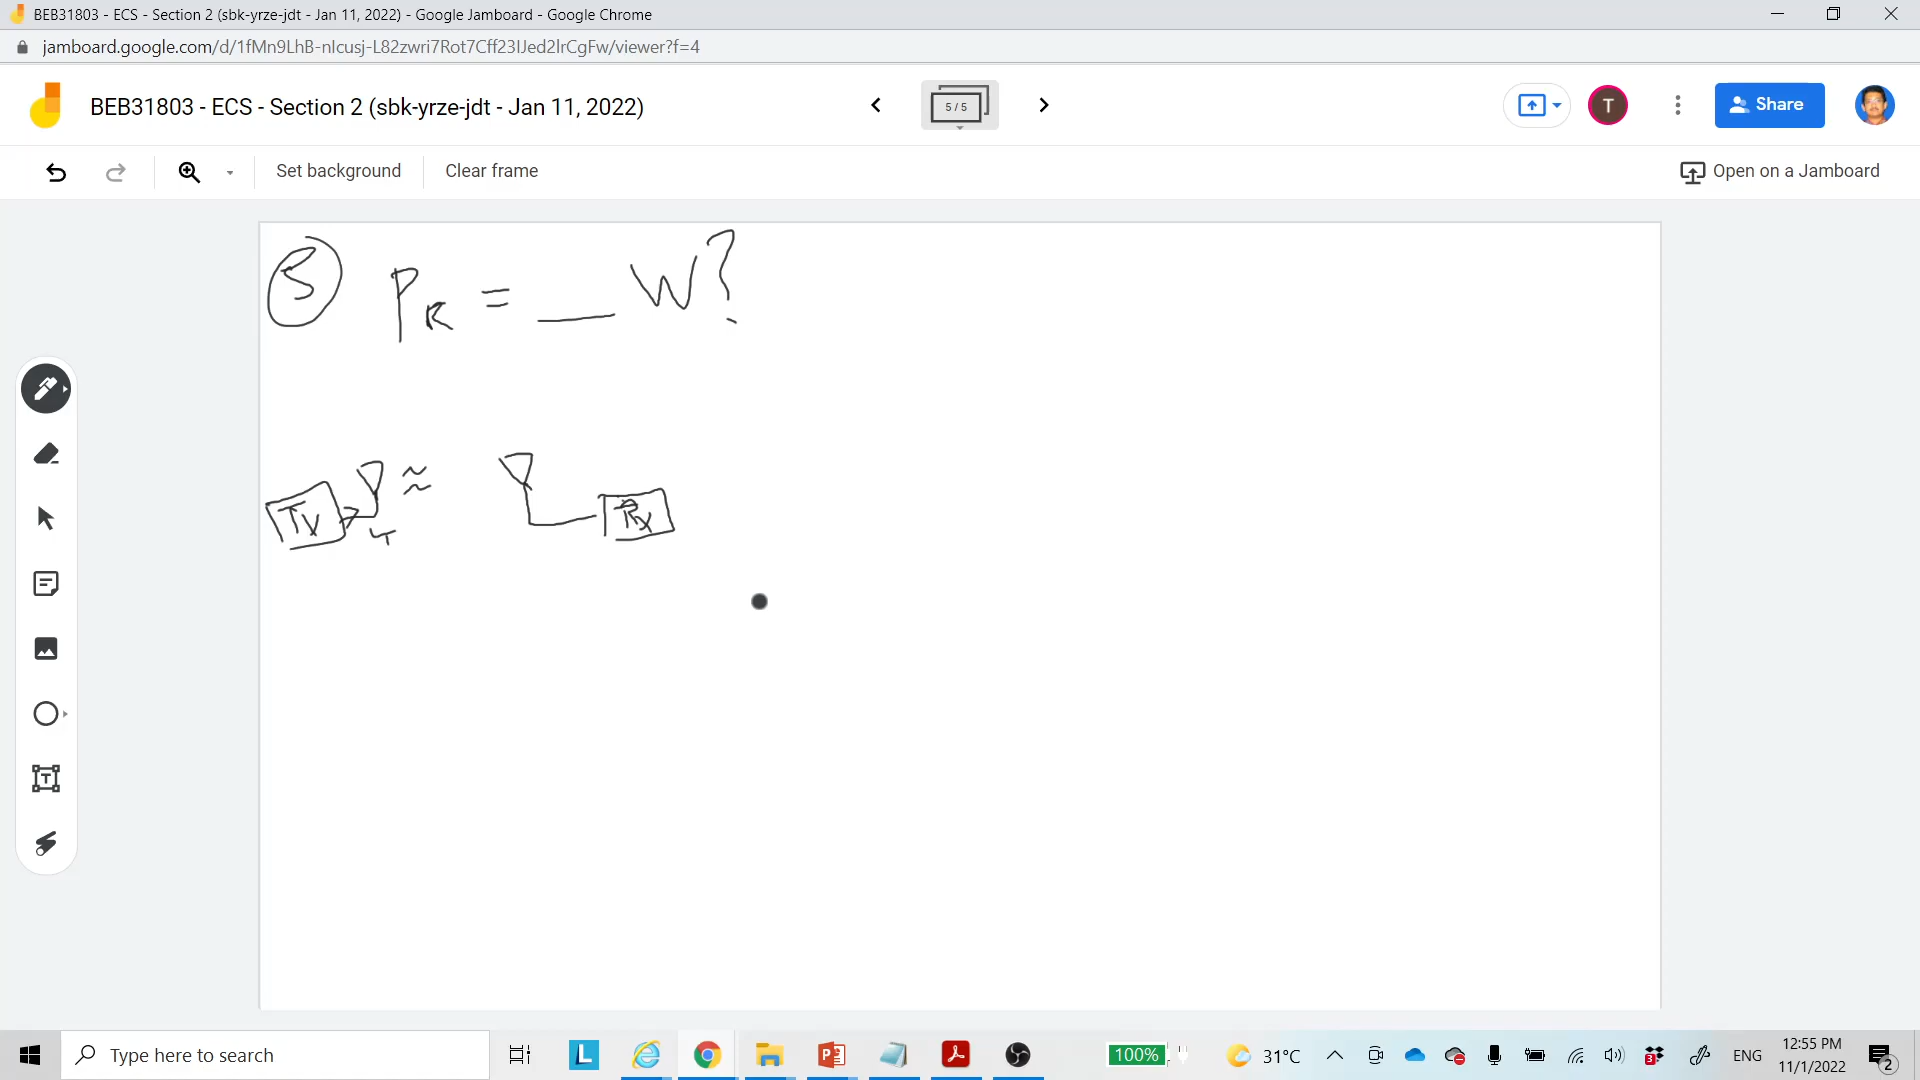 BEB31803 - ECS - Section 2 (sbk-yrze-jdt - Jan 11, 2022) - Google Jamboard - Google Chrome
jamboard.google.com/d/1fMn9LhB-nIcusj-L82zwri7Rot7Cff23IJed2lrCgFw/viewer?f=4
BEB31803 - ECS - Section 2 (sbk-yrze-jdt - Jan 11, 2022)
5 / 5
T
Share
Set background
Clear frame
Open on a Jamboard
5 PR = __ W?
Tx
Rx
Type here to search
100%
31°C
ENG
12:55 PM
11/1/2022
2